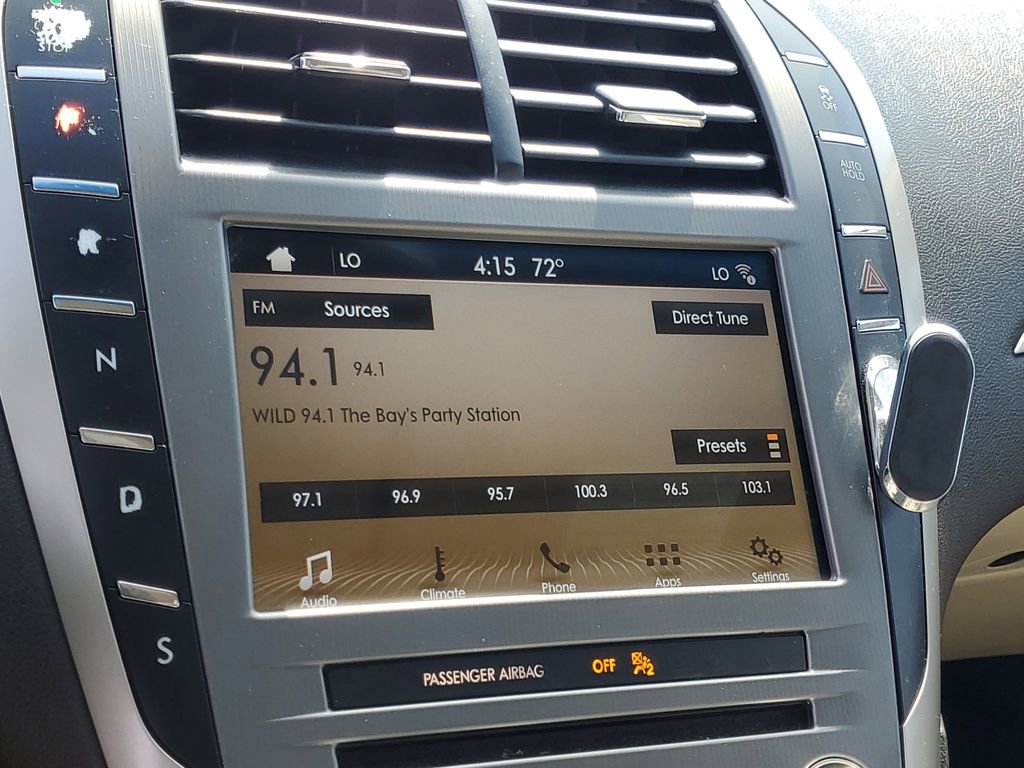 STOP
R
N
D
S
OFF
AUTO
HOLD
LO 4:15 72° LO
FM Sources
Direct Tune
94.1 94.1
WILD 94.1 The Bay's Party Station
Presets
97.1 96.9 95.7 100.3 96.5 103.1
Audio Climate Phone Apps Settings
PASSENGER AIRBAG OFF 2